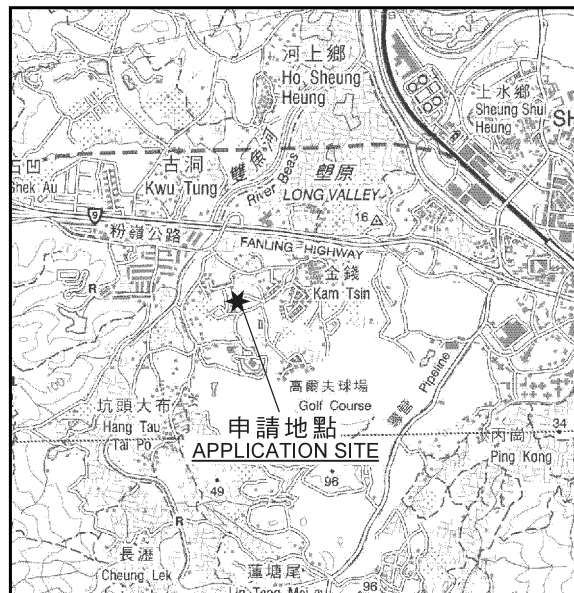 河上鄉
Ho Sheung
Heung
上水鄉
Sheung Shui
Heung
SH
古洞
Kwu Tung
雙魚河
River Beas
塱原
LONG VALLEY
Shek Au
9
粉嶺公路
16
FANLING HIGHWAY
金錢
Kam Tsin
R
高爾夫球場
Golf Course
Pipeline
坑頭大布
Hang Tau
Tai Po
申請地點
APPLICATION SITE
34
丙崗
Ping Kong
49
96
R
長瀝
Cheung Lek
蓮塘尾
Lin Tong Mei
96